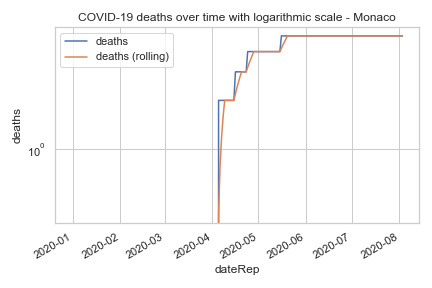 COVID-19 deaths over time with logarithmic scale - Monaco
deaths
deaths (rolling)
deaths
10⁰
2020-01
2020-02
2020-03
2020-04
2020-05
2020-06
2020-07
2020-08
dateRep